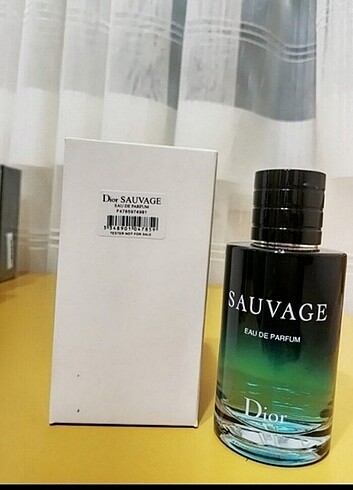 Dior SAUVAGE
EAU DE PARFUM
TESTER NOT FOR SALE
SAUVAGE
EAU DE PARFUM
Dior